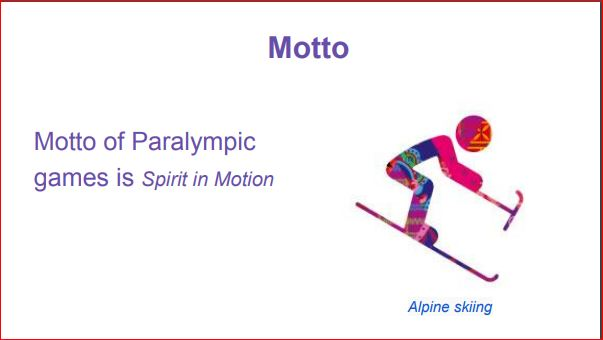 Motto
Motto of Paralympic
games is Spirit in Motion
Alpine skiing